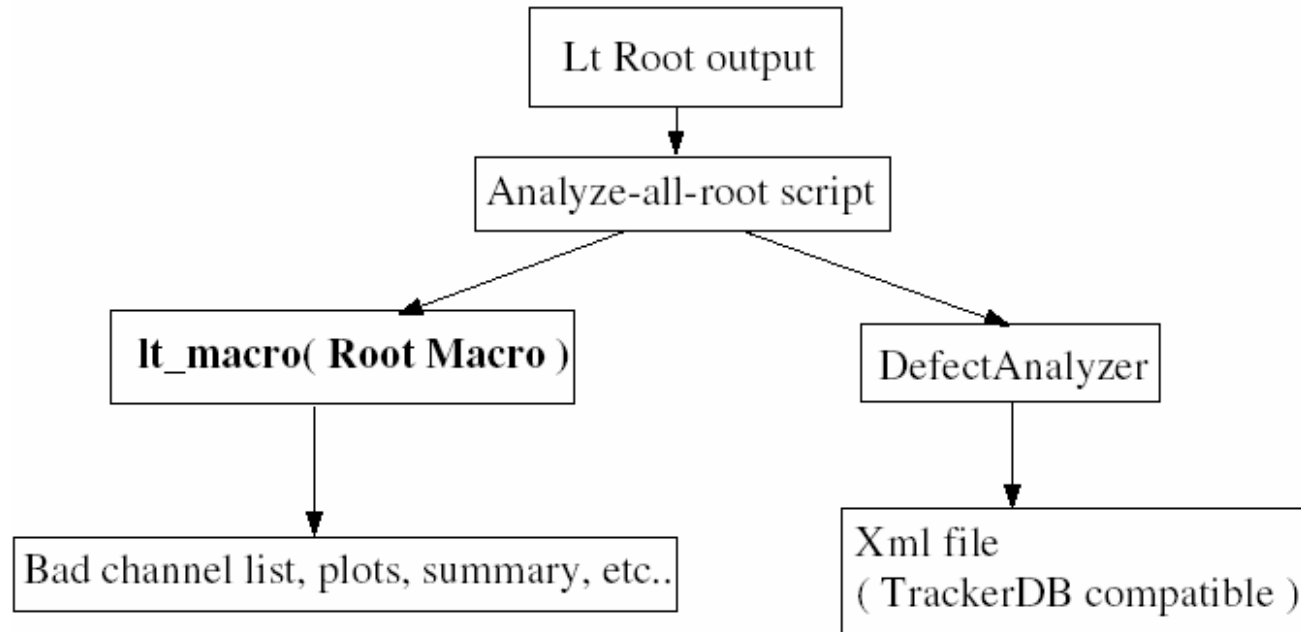 Lt Root output
Analyze-all-root script
lt_macro( Root Macro )
DefectAnalyzer
Bad channel list, plots, summary, etc..
Xml file
( TrackerDB compatible )